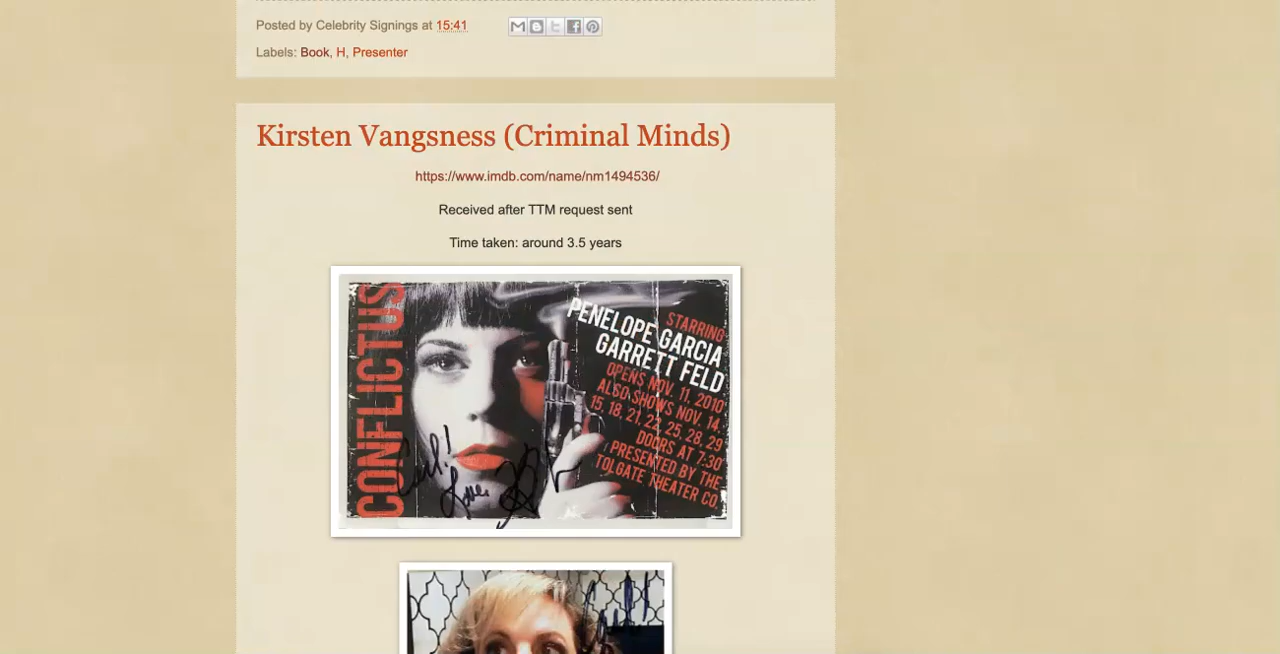 Posted by Celebrity Signings at 15:41
Labels: Book, H, Presenter
Kirsten Vangsness (Criminal Minds)
https://www.imdb.com/name/nm1494536/
Received after TTM request sent
Time taken: around 3.5 years
CONFLICTUS
STARRING
PENELOPE GARCIA
GARRETT FELD
OPENS NOV. 11, 2010
ALSO SHOWS NOV. 14,
15, 18, 21, 22, 25, 28, 29
DOORS AT 7:30
PRESENTED BY THE
TOLGATE THEATER CO.
Carl!
Love,